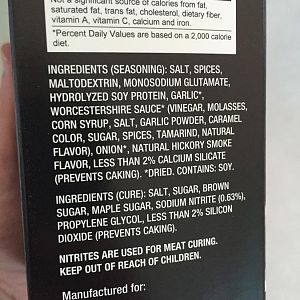 Not a significant source of calories from fat,
saturated fat, trans fat, cholesterol, dietary fiber,
vitamin A, vitamin C, calcium and iron.
*Percent Daily Values are based on a 2,000 calorie
diet.
INGREDIENTS (SEASONING): SALT, SPICES,
MALTODEXTRIN, MONOSODIUM GLUTAMATE,
HYDROLYZED SOY PROTEIN, GARLIC*,
WORCESTERSHIRE SAUCE* (VINEGAR, MOLASSES,
CORN SYRUP, SALT, GARLIC POWDER, CARAMEL
COLOR, SUGAR, SPICES, TAMARIND, NATURAL
FLAVOR), ONION*, NATURAL HICKORY SMOKE
FLAVOR, LESS THAN 2% CALCIUM SILICATE
(PREVENTS CAKING). *DRIED. CONTAINS: SOY.
INGREDIENTS (CURE): SALT, SUGAR, BROWN
SUGAR, MAPLE SUGAR, SODIUM NITRITE (0.63%),
PROPYLENE GLYCOL, LESS THAN 2% SILICON
DIOXIDE (PREVENTS CAKING).
NITRITES ARE USED FOR MEAT CURING.
KEEP OUT OF REACH OF CHILDREN.
Manufactured for: